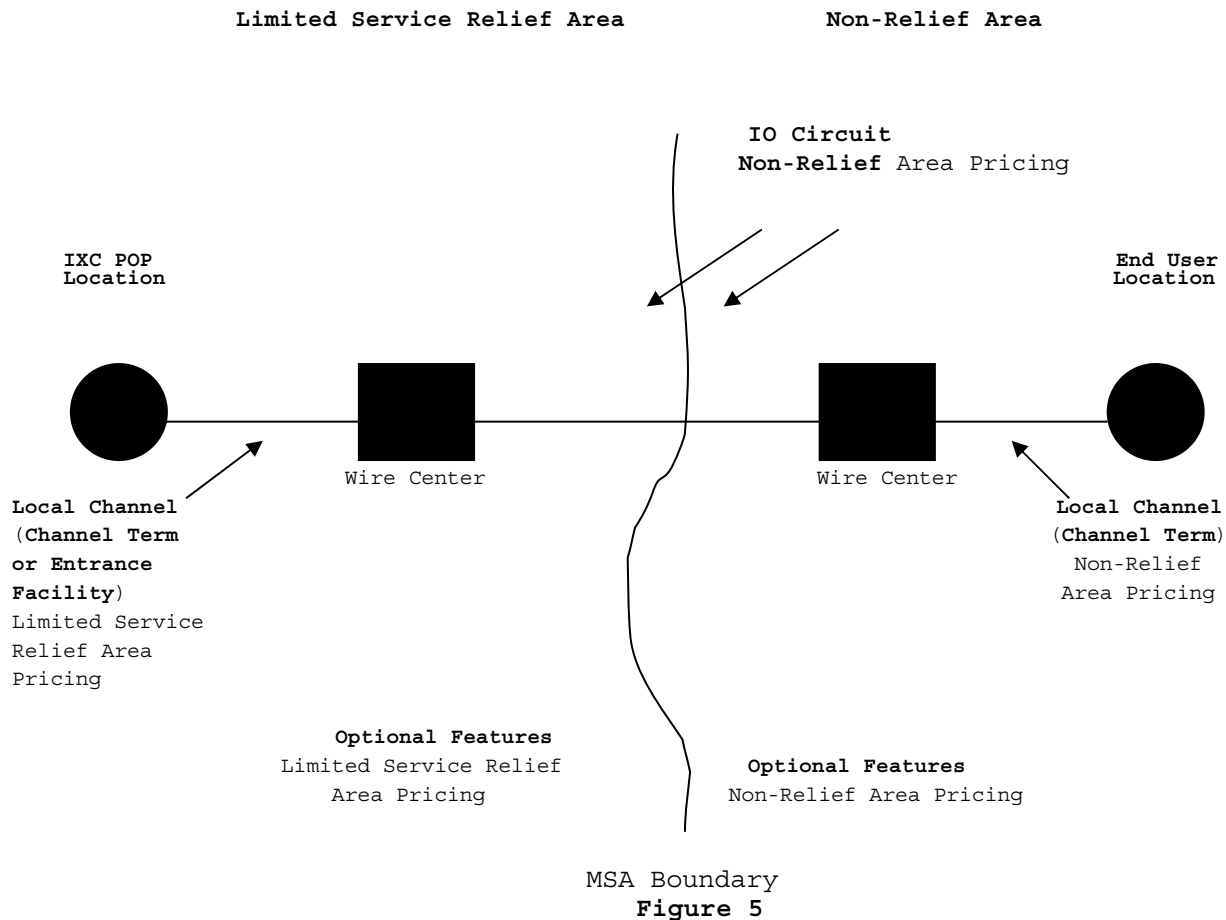 Limited Service Relief Area
Non-Relief Area
IO Circuit
Non-Relief Area Pricing
IXC POP
Location
End User
Location
Wire Center
Wire Center
Local Channel
(Channel Term
or Entrance
Facility)
Limited Service
Relief Area
Pricing
Local Channel
(Channel Term)
Non-Relief
Area Pricing
Optional Features
Limited Service Relief
Area Pricing
Optional Features
Non-Relief Area Pricing
MSA Boundary
Figure 5